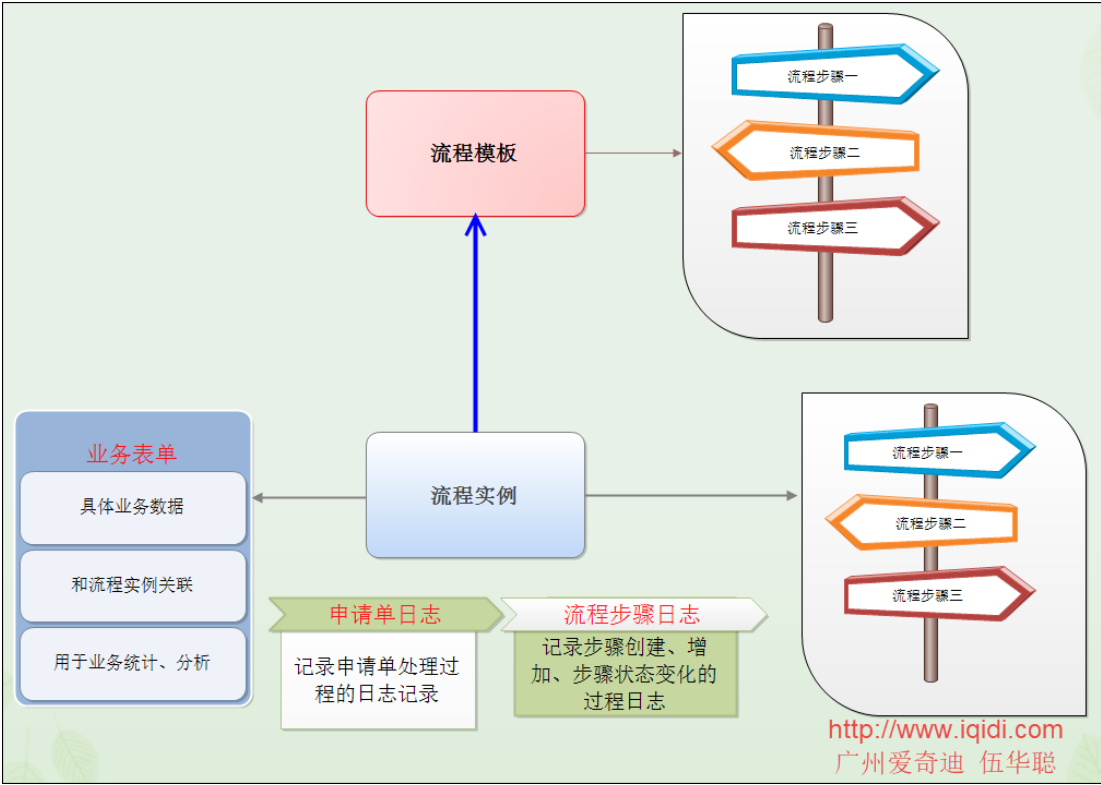 流程步骤一
流程步骤二
流程步骤三
流程模板
业务表单
具体业务数据
和流程实例关联
用于业务统计、分析
流程实例
流程步骤一
流程步骤二
流程步骤三
申请单日志
记录申请单处理过
程的日志记录
流程步骤日志
记录步骤创建、增
加、步骤状态变化的
过程日志
http://www.iqidi.com
广州爱奇迪 伍华聪